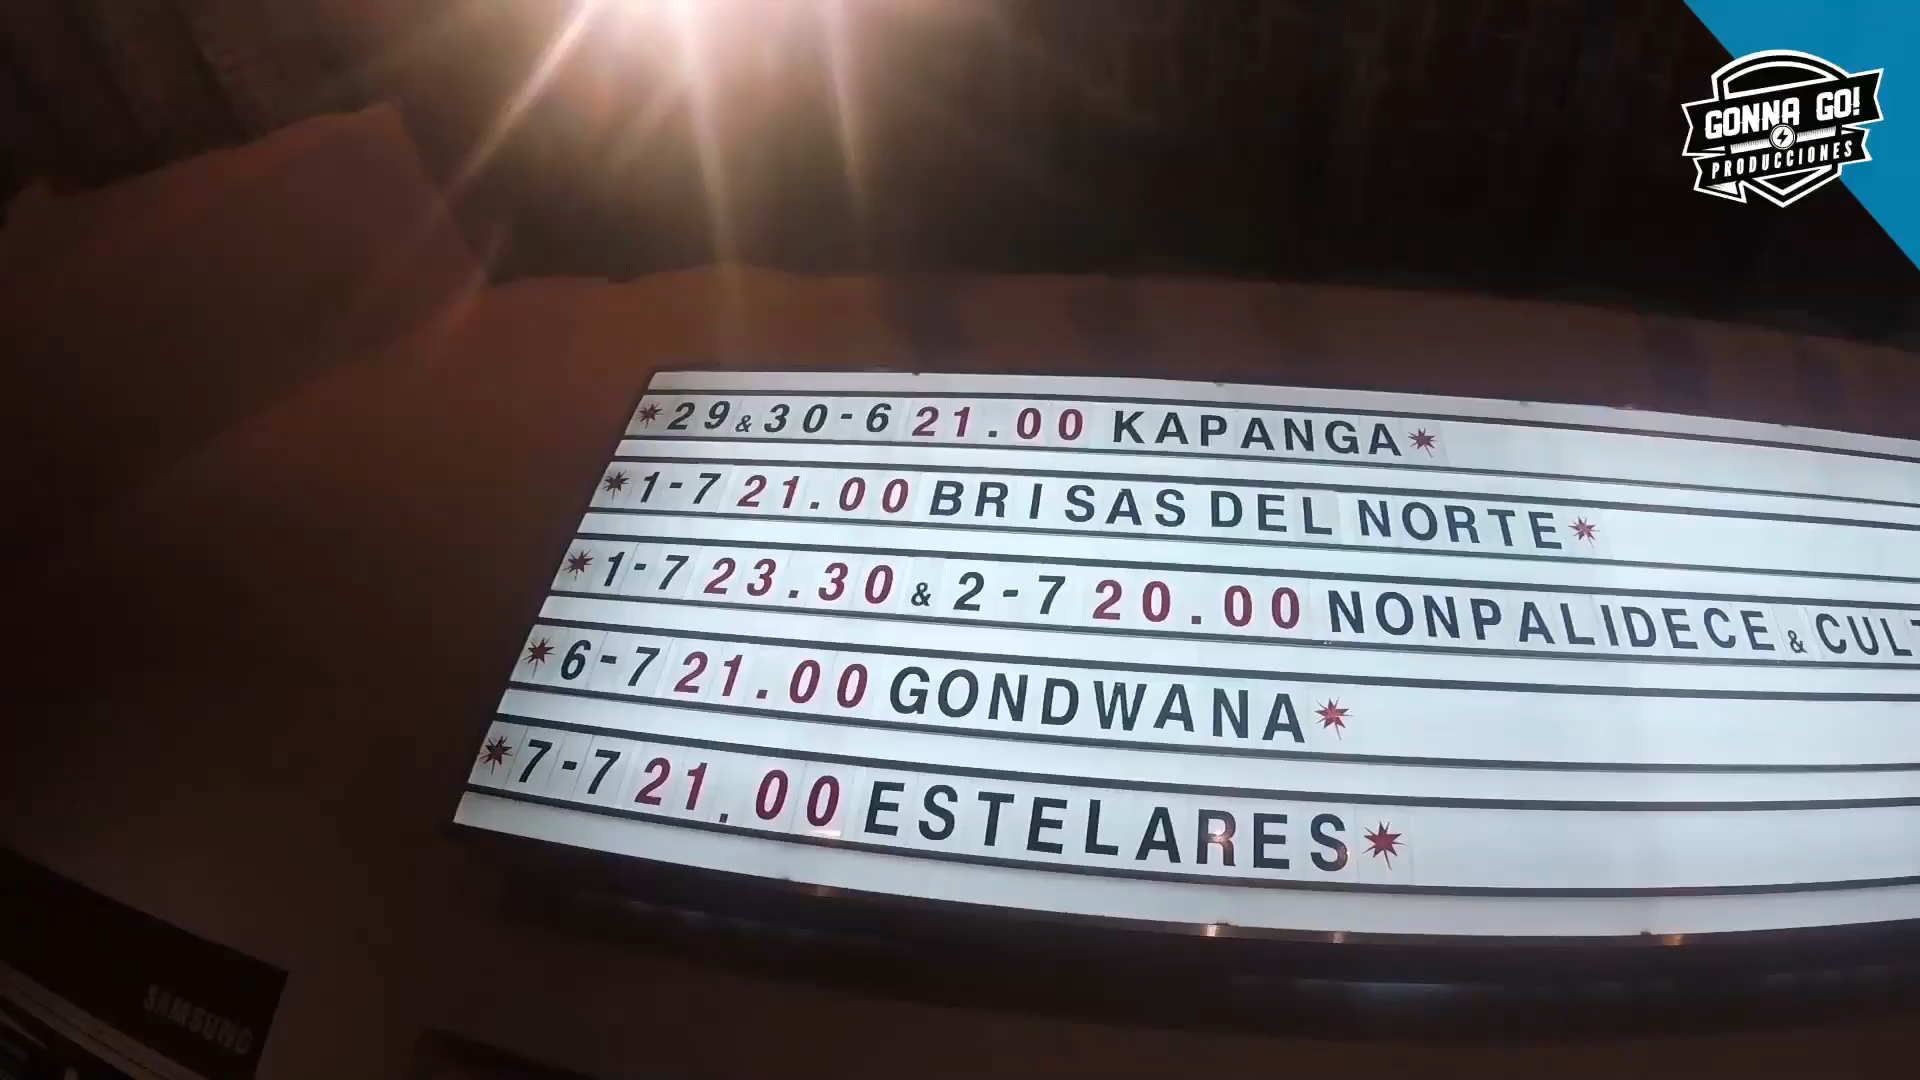 GONNA GO!
PRODUCCIONES
*29&30-6 21.00 KAPANGA*
*1-7 21.00 BRISAS DEL NORTE*
*1-7 23.30 & 2-7 20.00 NONPALIDECE & CULT
*6-7 21.00 GONDWANA*
*7-7 21.00 ESTELARES*
SAMSUNG